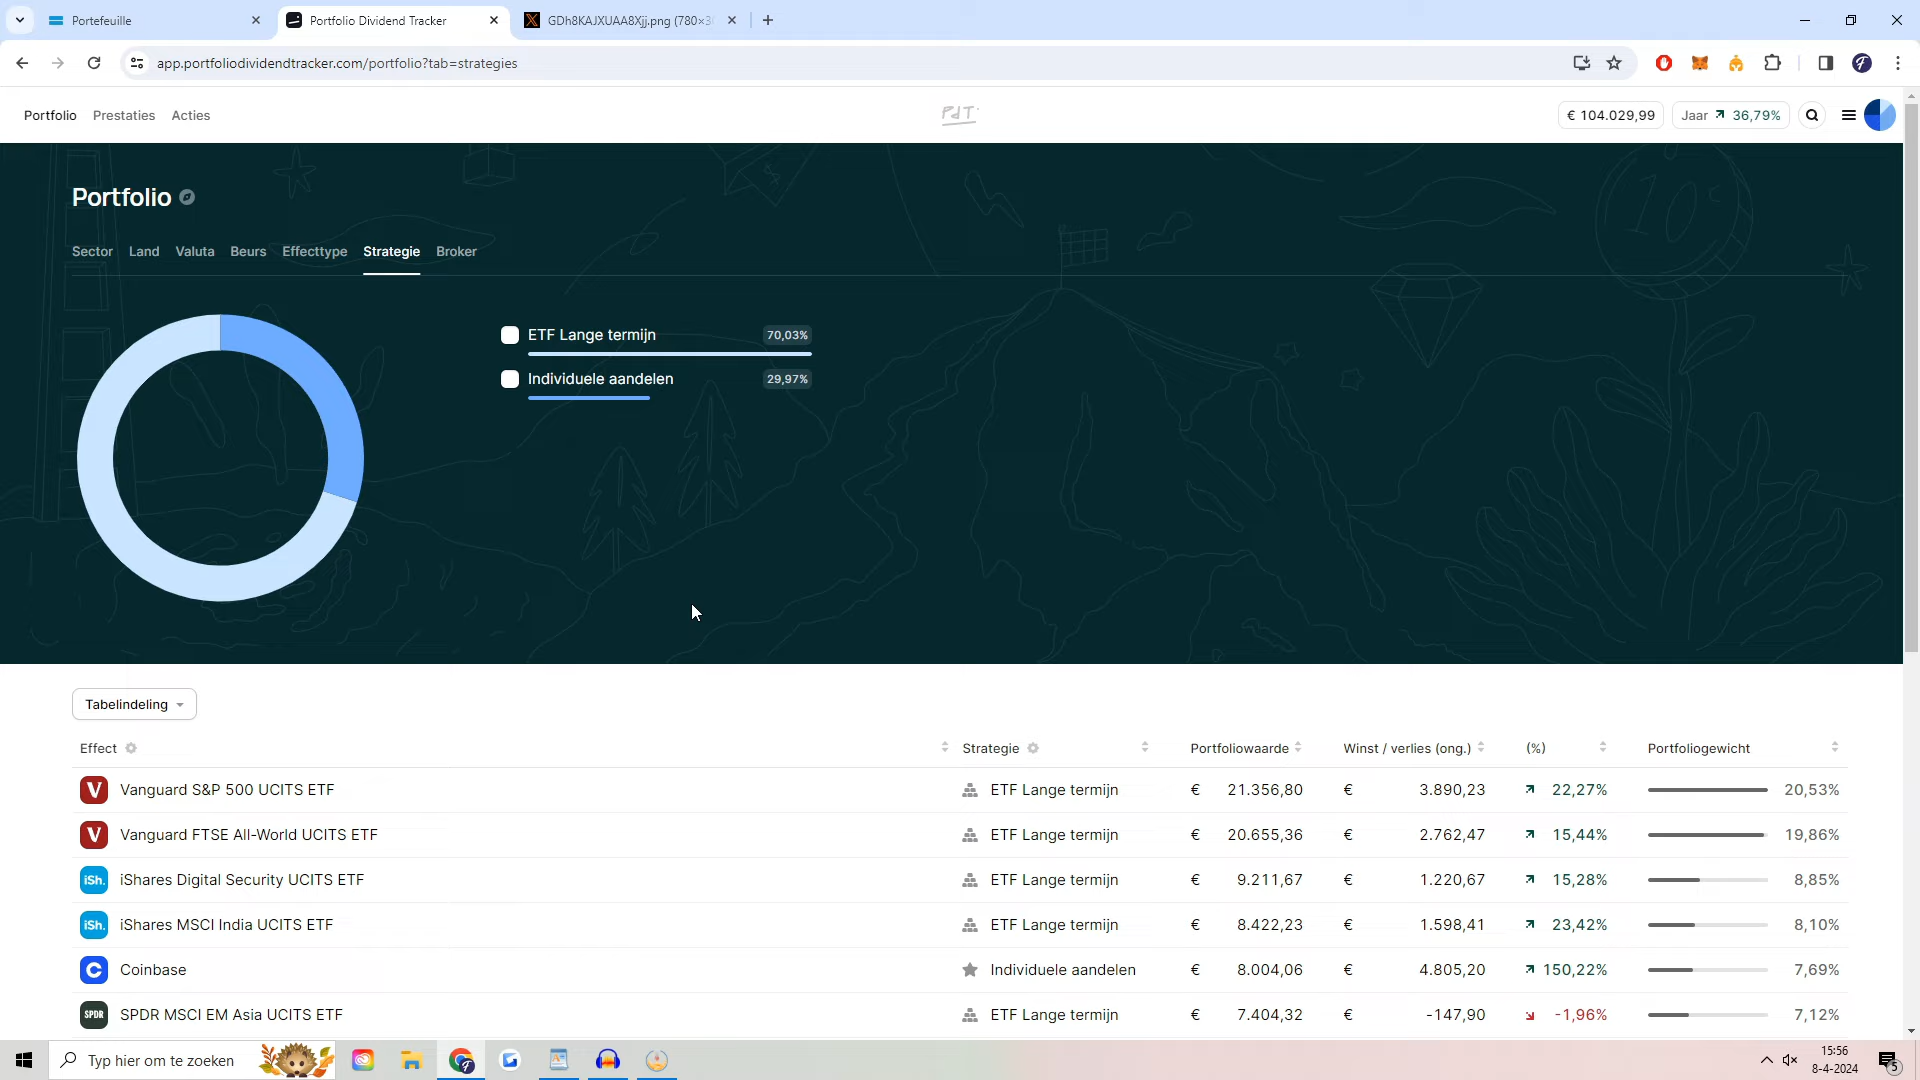 Portefeuille
Portfolio Dividend Tracker
GDh8KAJXUAA8Xjj.png (780×3
app.portfoliodividendtracker.com/portfolio?tab=strategies
Portfolio Prestaties Acties
PdT
€ 104.029,99
Jaar 36,79%
Portfolio
Sector Land Valuta Beurs Effecttype Strategie Broker
ETF Lange termijn 70,03%
Individuele aandelen 29,97%
Tabelindeling
Effect Strategie Portfoliowaarde Winst / verlies (ong.) (%) Portfoliogewicht
V Vanguard S&P 500 UCITS ETF ETF Lange termijn € 21.356,80 € 3.890,23 22,27% 20,53%
V Vanguard FTSE All-World UCITS ETF ETF Lange termijn € 20.655,36 € 2.762,47 15,44% 19,86%
iSh. iShares Digital Security UCITS ETF ETF Lange termijn € 9.211,67 € 1.220,67 15,28% 8,85%
iSh. iShares MSCI India UCITS ETF ETF Lange termijn € 8.422,23 € 1.598,41 23,42% 8,10%
C Coinbase Individuele aandelen € 8.004,06 € 4.805,20 150,22% 7,69%
SPDR SPDR MSCI EM Asia UCITS ETF ETF Lange termijn € 7.404,32 € -147,90 -1,96% 7,12%
Typ hier om te zoeken
15:56
8-4-2024
5